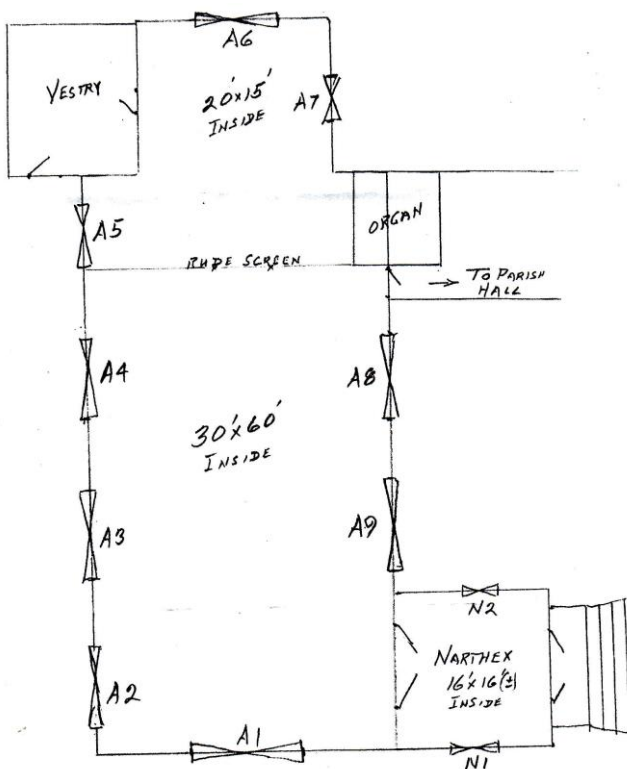 A6
VESTRY
20'x15'
INSIDE
A7
A5
ORGAN
RUDE SCREEN
TO PARISH
HALL
A4
A8
30'x60'
INSIDE
A3
A9
N2
NARTHEX
16'x16'(±)
INSIDE
A2
A1
N1